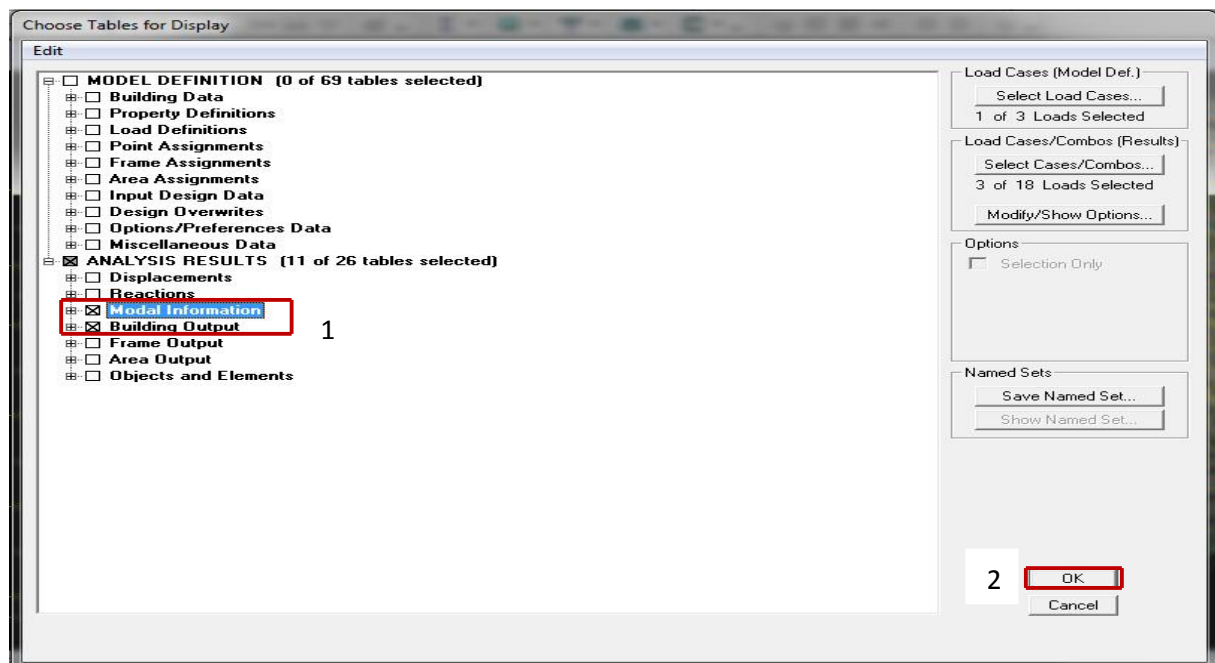 Choose Tables for Display
Edit
MODEL DEFINITION (0 of 69 tables selected)
Building Data
Property Definitions
Load Definitions
Point Assignments
Frame Assignments
Area Assignments
Input Design Data
Design Overwrites
Options/Preferences Data
Miscellaneous Data
ANALYSIS RESULTS (11 of 26 tables selected)
Displacements
Reactions
Modal Information
Building Output
1
Frame Output
Area Output
Objects and Elements
Load Cases (Model Def.)
Select Load Cases...
1 of 3 Loads Selected
Load Cases/Combos (Results)
Select Cases/Combos...
3 of 18 Loads Selected
Modify/Show Options...
Options
Selection Only
Named Sets
Save Named Set...
Show Named Set...
2
OK
Cancel